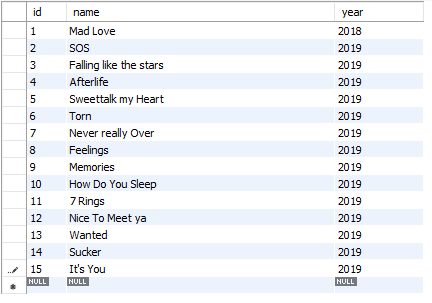 id name year
1 Mad Love 2018
2 SOS 2019
3 Falling like the stars 2019
4 Afterlife 2019
5 Sweettalk my Heart 2019
6 Torn 2019
7 Never really Over 2019
8 Feelings 2019
9 Memories 2019
10 How Do You Sleep 2019
11 7 Rings 2019
12 Nice To Meet ya 2019
13 Wanted 2019
14 Sucker 2019
15 It's You 2019
NULL NULL NULL